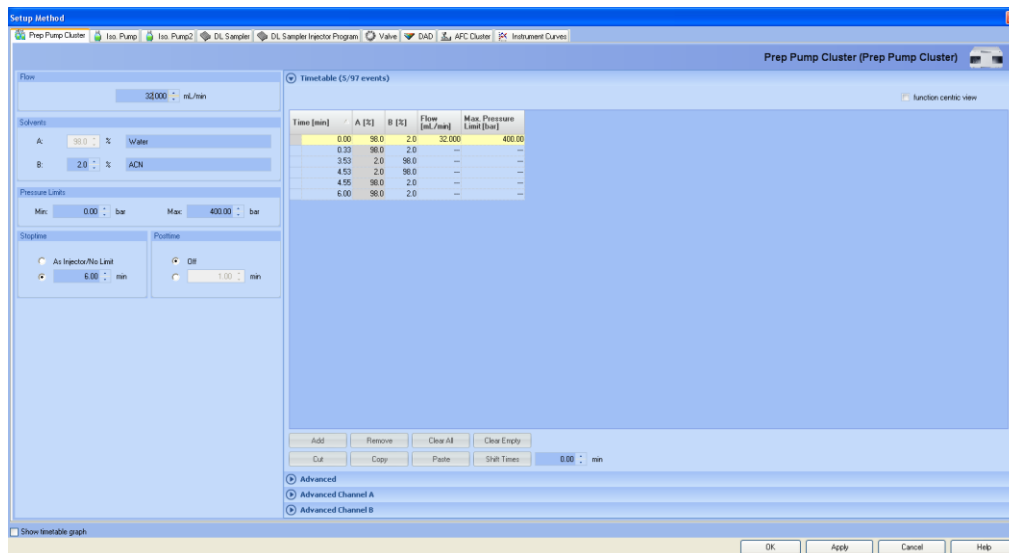 Setup Method
Prep Pump Cluster Iso. Pump Iso. Pump2 DL Sampler DL Sampler Injector Program Valve DAD AFC Cluster Instrument Curves
Prep Pump Cluster (Prep Pump Cluster)
Flow
32.000 mL/min
Solvents
A: 98.0 % Water
B: 2.0 % ACN
Pressure Limits
Min: 0.00 bar Max: 400.00 bar
Stoptime Posttime
As Injector/No Limit Off
6.00 min 1.00 min
Timetable (5/97 events)
function centric view
Time [min] A [%] B [%] Flow [mL/min] Max. Pressure Limit [bar]
0.00 98.0 2.0 32.000 400.00
0.33 98.0 2.0 --- ---
3.53 2.0 98.0 --- ---
4.53 2.0 98.0 --- ---
4.55 98.0 2.0 --- ---
6.00 98.0 2.0 --- ---
Add Remove Clear All Clear Empty
Cut Copy Paste Shift Times 0.00 min
Advanced
Advanced Channel A
Advanced Channel B
Show timetable graph
OK Apply Cancel Help